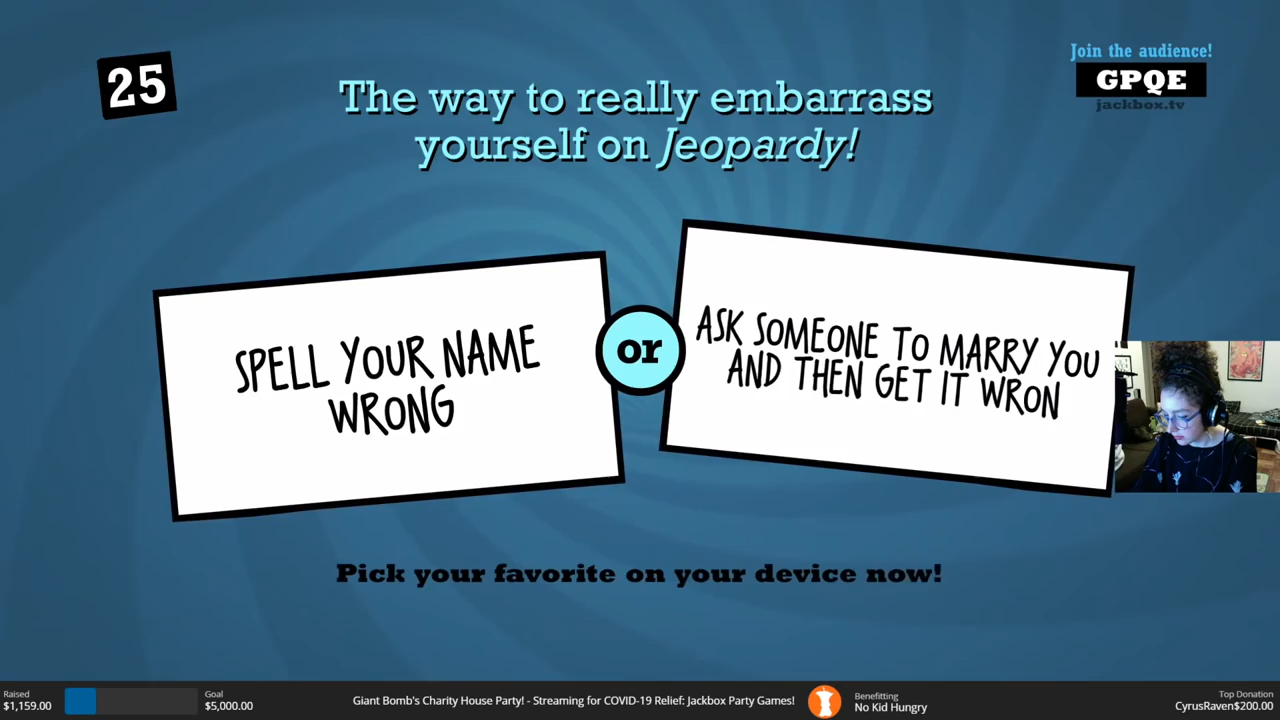 25
The way to really embarrass
yourself on Jeopardy!
Join the audience!
GPQE
jackbox.tv
SPELL YOUR NAME
WRONG
or
ASK SOMEONE TO MARRY YOU
AND THEN GET IT WRON
Pick your favorite on your device now!
Raised
$1,159.00
Goal
$5,000.00
Giant Bomb's Charity House Party! - Streaming for COVID-19 Relief: Jackbox Party Games!
Benefitting
No Kid Hungry
Top Donation
CyrusRaven$200.00